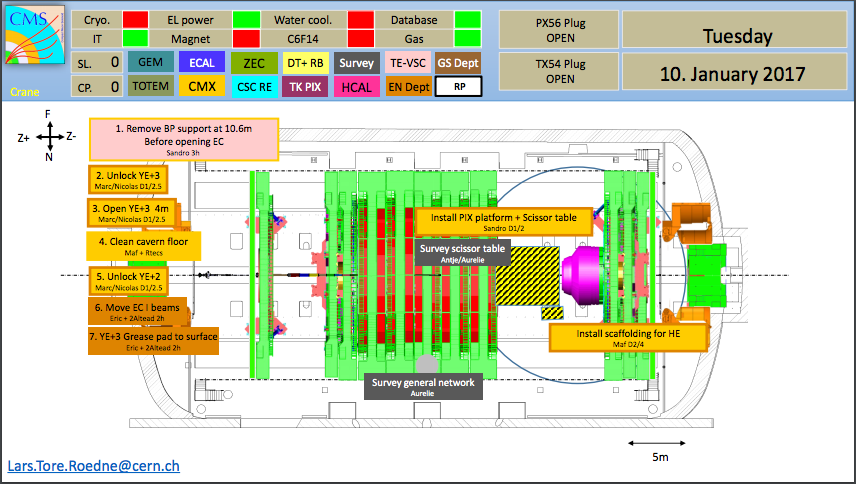 CMS
Cryo.
EL power
Water cool.
Database
IT
Magnet
C6F14
Gas
SL. 0
GEM
ECAL
ZEC
DT+ RB
Survey
TE-VSC
GS Dept
CP. 0
TOTEM
CMX
CSC RE
TK PIX
HCAL
EN Dept
RP
PX56 Plug
OPEN
TX54 Plug
OPEN
Tuesday
10. January 2017
Crane
F
Z+
Z-
N
1. Remove BP support at 10.6m
Before opening EC
Sandro 3h
2. Unlock YE+3
Marc/Nicolas D1/2.5
3. Open YE+3 4m
Marc/Nicolas D1/2.5
4. Clean cavern floor
Maf + Rtecs
5. Unlock YE+2
Marc/Nicolas D1/2.5
6. Move EC I beams
Eric + 2Altead 2h
7. YE+3 Grease pad to surface
Eric + 2Altead 2h
Install PIX platform + Scissor table
Sandro D1/2
Survey scissor table
Antje/Aurelie
Install scaffolding for HE
Maf D2/4
Survey general network
Aurelie
5m
Lars.Tore.Roedne@cern.ch